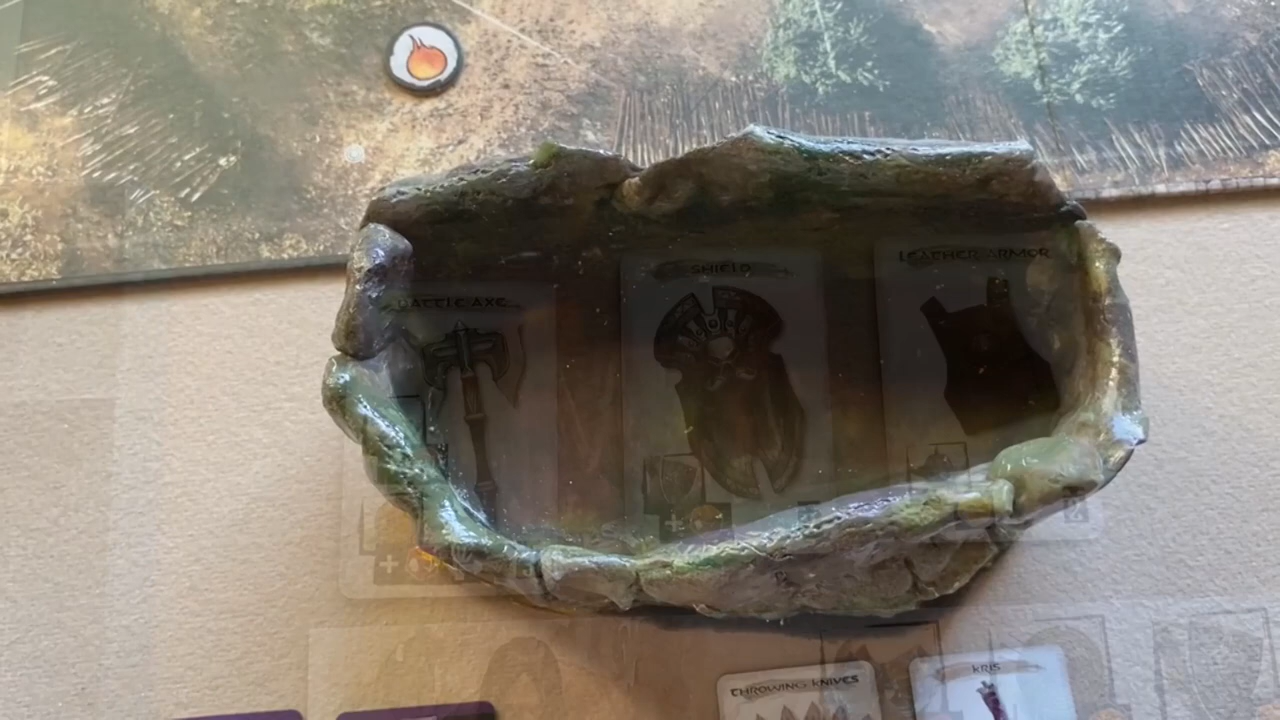 SHIELD
LEATHER ARMOR
BATTLE AXE
THROWING KNIVES
KRIS